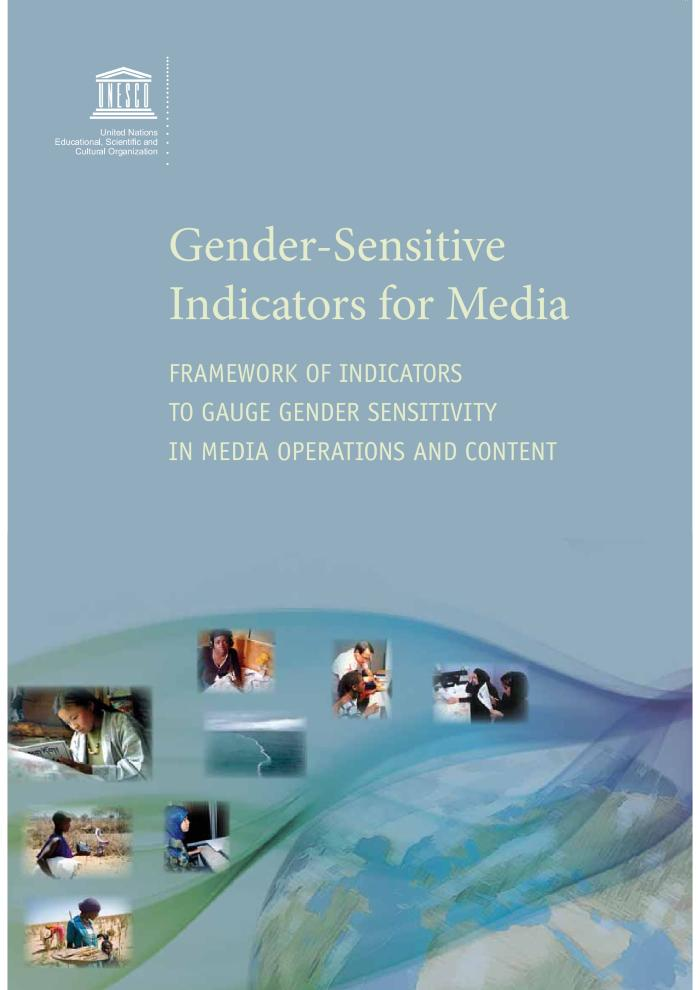 UNESCO
United Nations
Educational, Scientific and
Cultural Organization
Gender-Sensitive
Indicators for Media
FRAMEWORK OF INDICATORS
TO GAUGE GENDER SENSITIVITY
IN MEDIA OPERATIONS AND CONTENT